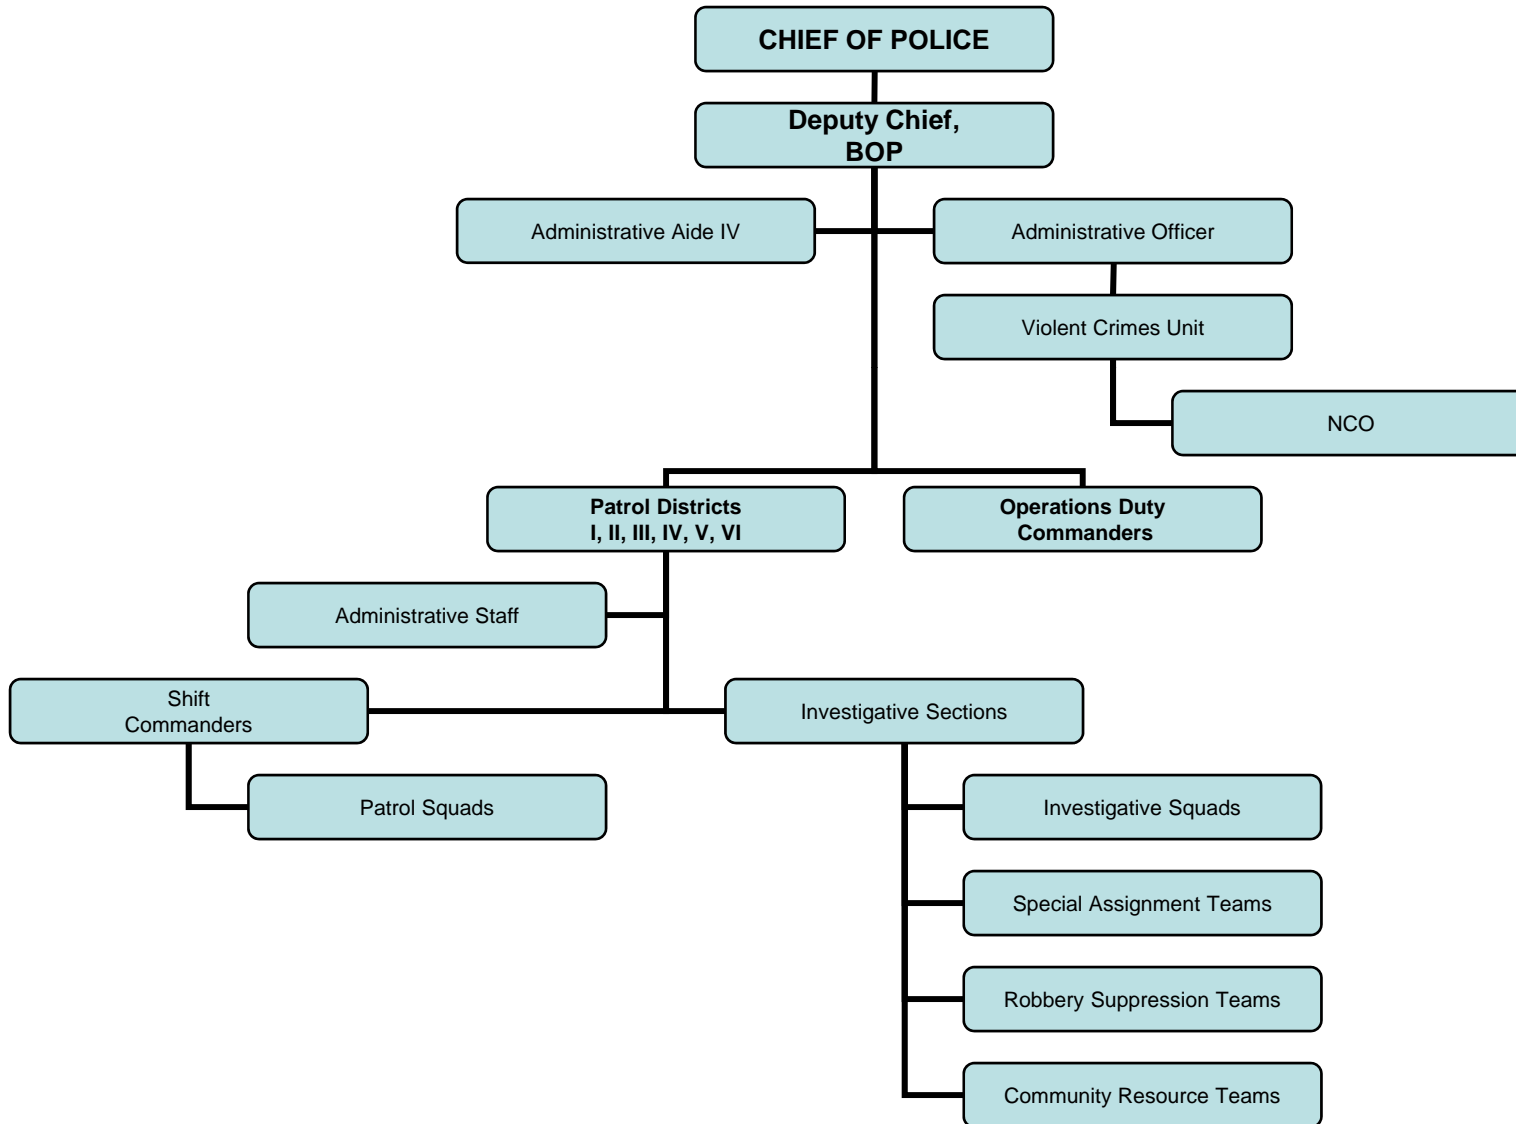 CHIEF OF POLICE
Deputy Chief,
BOP
Administrative Aide IV
Administrative Officer
Violent Crimes Unit
NCO
Patrol Districts
I, II, III, IV, V, VI
Operations Duty
Commanders
Administrative Staff
Shift
Commanders
Investigative Sections
Patrol Squads
Investigative Squads
Special Assignment Teams
Robbery Suppression Teams
Community Resource Teams